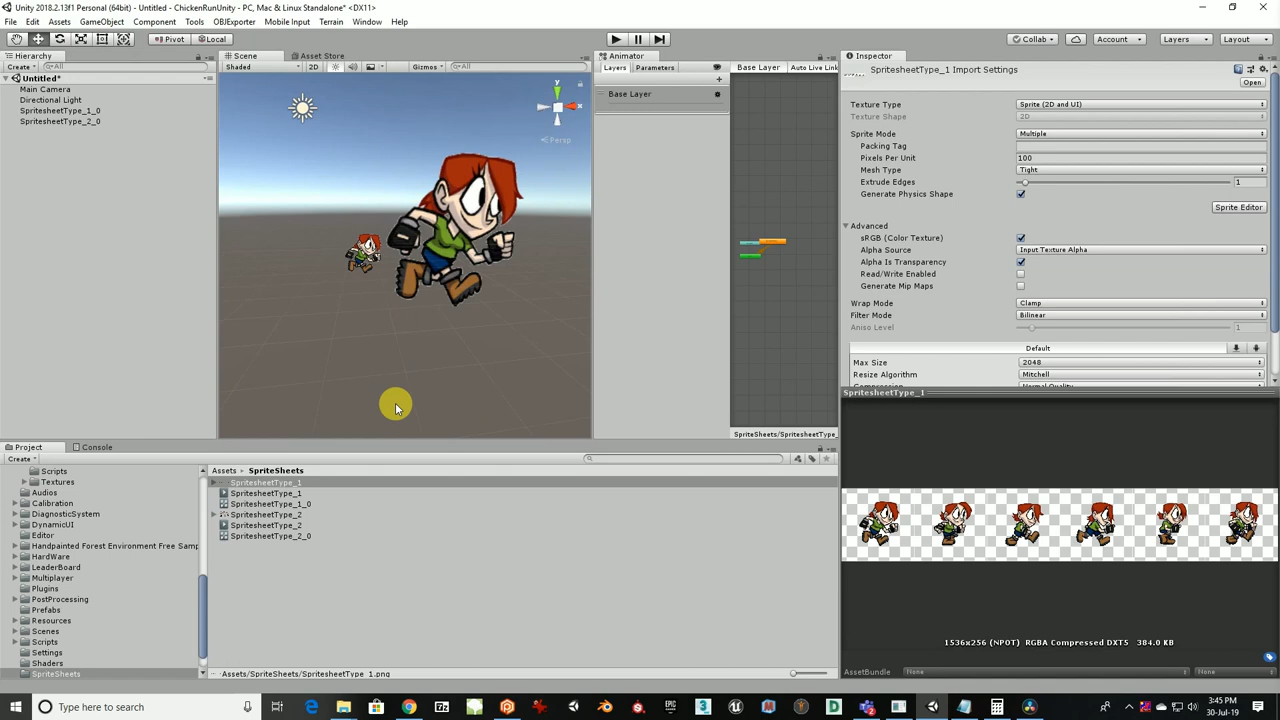 Unity 2018.2.13f1 Personal (64bit) - Untitled - ChickenRunUnity - PC, Mac & Linux Standalone* <DX11>
File Edit Assets GameObject Component Tools OBJExporter Mobile Input Terrain Window Help
Pivot Local Collab Account Layers Layout
Hierarchy
Create All
Untitled*
Main Camera
Directional Light
SpritesheetType_1_0
SpritesheetType_2_0
Scene Asset Store
Shaded 2D Gizmos All
y
x
Persp
Animator
Layers Parameters Base Layer Auto Live Link
Base Layer
SpriteSheets/SpritesheetType_
Inspector
SpritesheetType_1 Import Settings
Open
Texture Type Sprite (2D and UI)
Texture Shape 2D
Sprite Mode Multiple
Packing Tag
Pixels Per Unit 100
Mesh Type Tight
Extrude Edges 1
Generate Physics Shape
Sprite Editor
Advanced
sRGB (Color Texture)
Alpha Source Input Texture Alpha
Alpha Is Transparency
Read/Write Enabled
Generate Mip Maps
Wrap Mode Clamp
Filter Mode Bilinear
Aniso Level 1
Default
Max Size 2048
Resize Algorithm Mitchell
Compression Normal Quality
SpritesheetType_1
1536x256 (NPOT) RGBA Compressed DXT5 384.0 KB
AssetBundle None None
Project Console
Create
Scripts
Textures
Audios
Calibration
DiagnosticSystem
DynamicUI
Editor
Handpainted Forest Environment Free Samp
HardWare
LeaderBoard
Multiplayer
Plugins
PostProcessing
Prefabs
Resources
Scenes
Scripts
Settings
Shaders
SpriteSheets
Assets SpriteSheets
SpritesheetType_1
SpritesheetType_1
SpritesheetType_1_0
SpritesheetType_2
SpritesheetType_2
SpritesheetType_2_0
Assets/SpriteSheets/SpritesheetType_1.png
Type here to search
3:45 PM
30-Jul-19